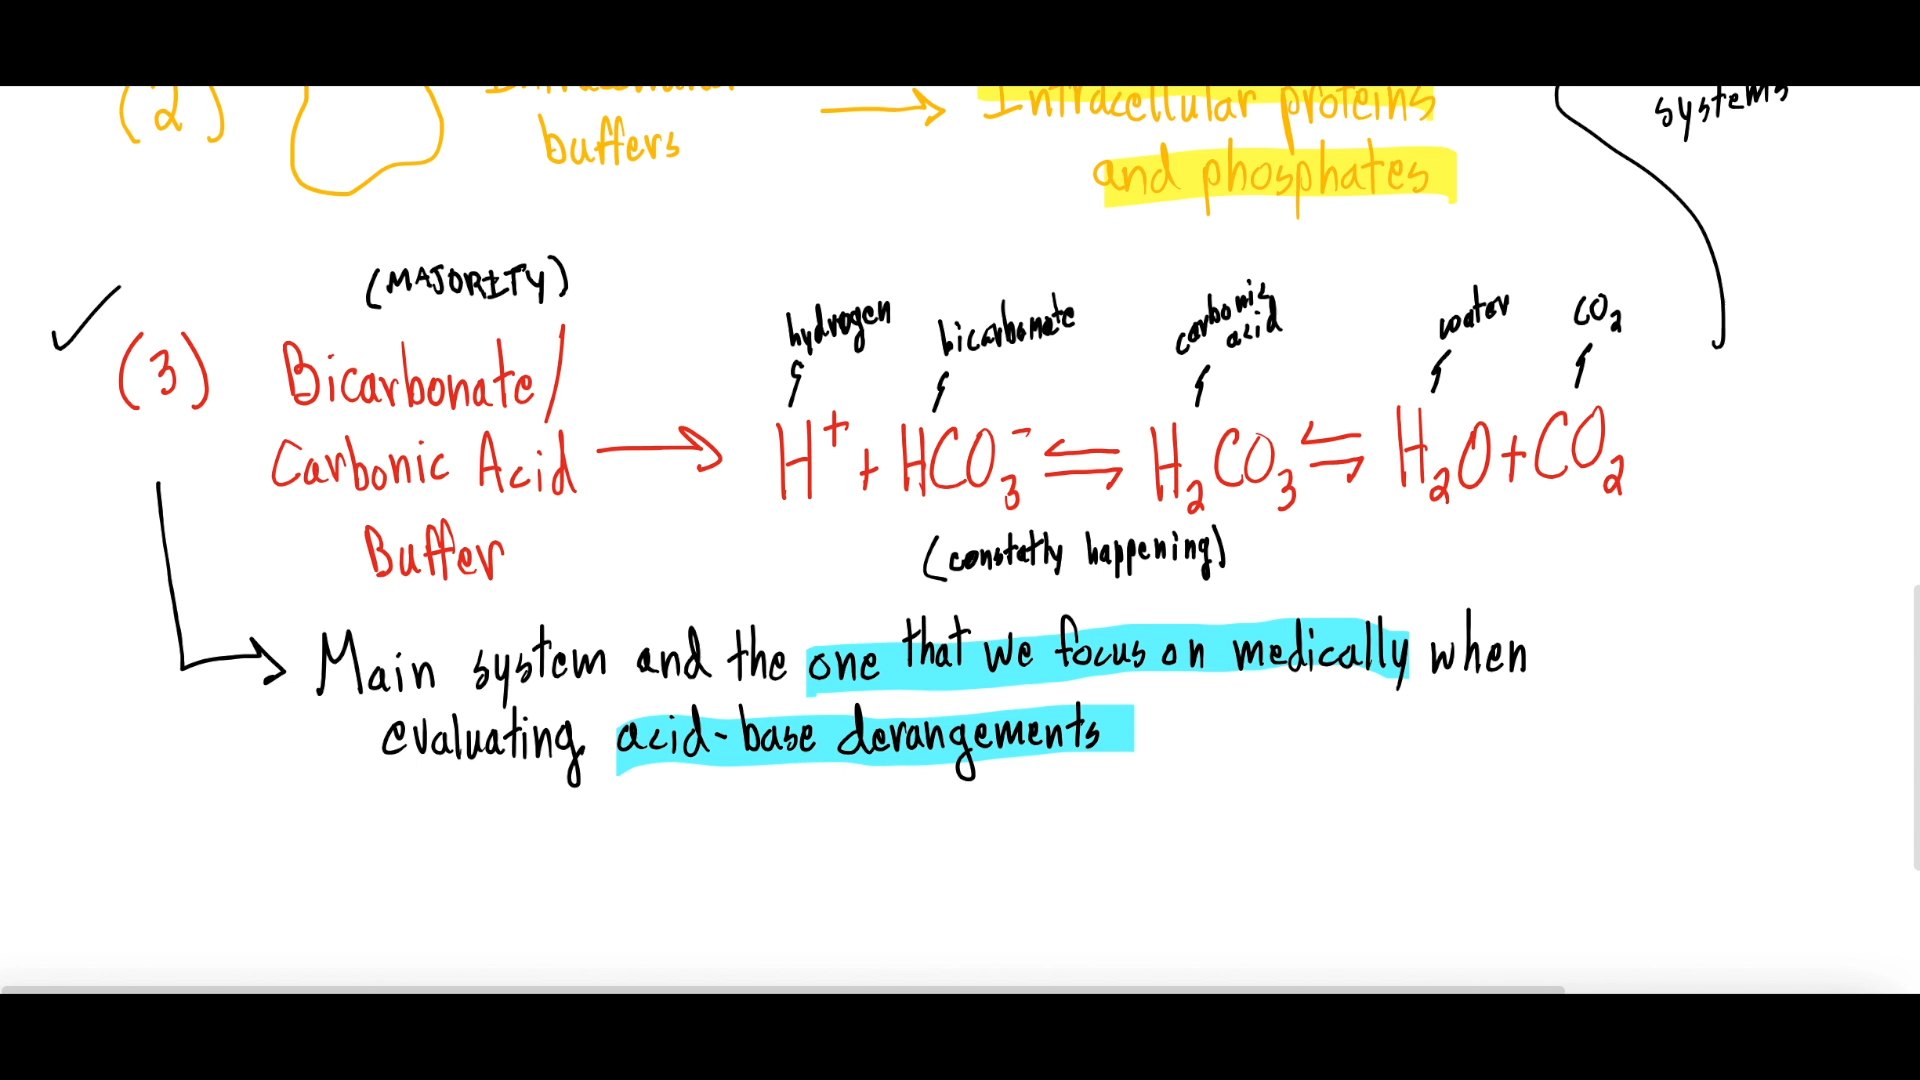 (2)
buffers
Intracellular proteins
and phosphates
systems
(MAJORITY)
hydrogen
bicarbonate
carbonic
acid
water
CO₂
(3) Bicarbonate/
Carbonic Acid
Buffer
H⁺ + HCO₃⁻ ⇌ H₂CO₃ ⇌ H₂O + CO₂
(constatly happening)
Main system and the one that we focus on medically when
evaluating acid-base derangements